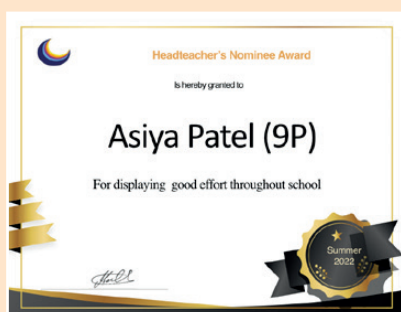 Headteacher's Nominee Award
Is hereby granted to
Asiya Patel (9P)
For displaying  good effort throughout school
Summer
2022